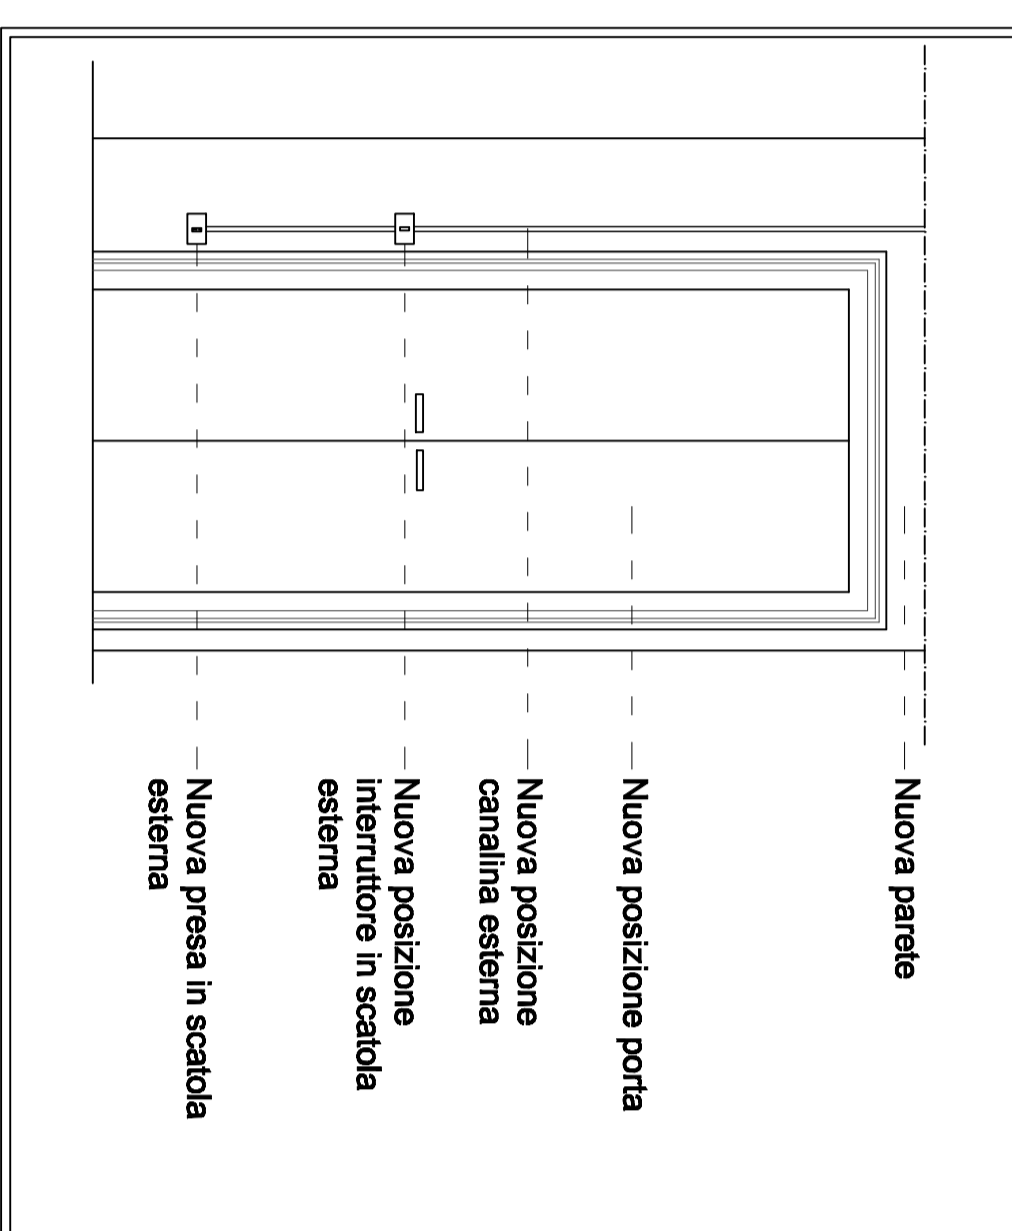 Nuova parete
Nuova posizione porta
Nuova posizione
canalina esterna
Nuova posizione
interruttore in scatola
esterna
Nuova presa in scatola
esterna